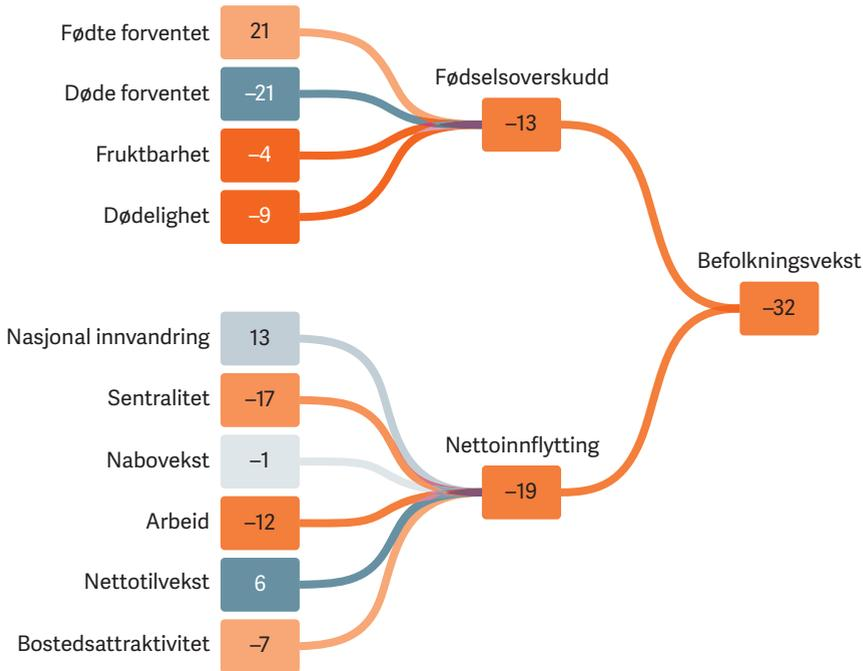 Fødte forventet 21
Døde forventet –21
Fruktbarhet –4
Dødelighet –9
Fødselsoverskudd
–13
Befolkningsvekst
–32
Nasjonal innvandring 13
Sentralitet –17
Nabovekst –1
Arbeid –12
Nettotilvekst 6
Bostedsattraktivitet –7
Nettoinnflytting
–19